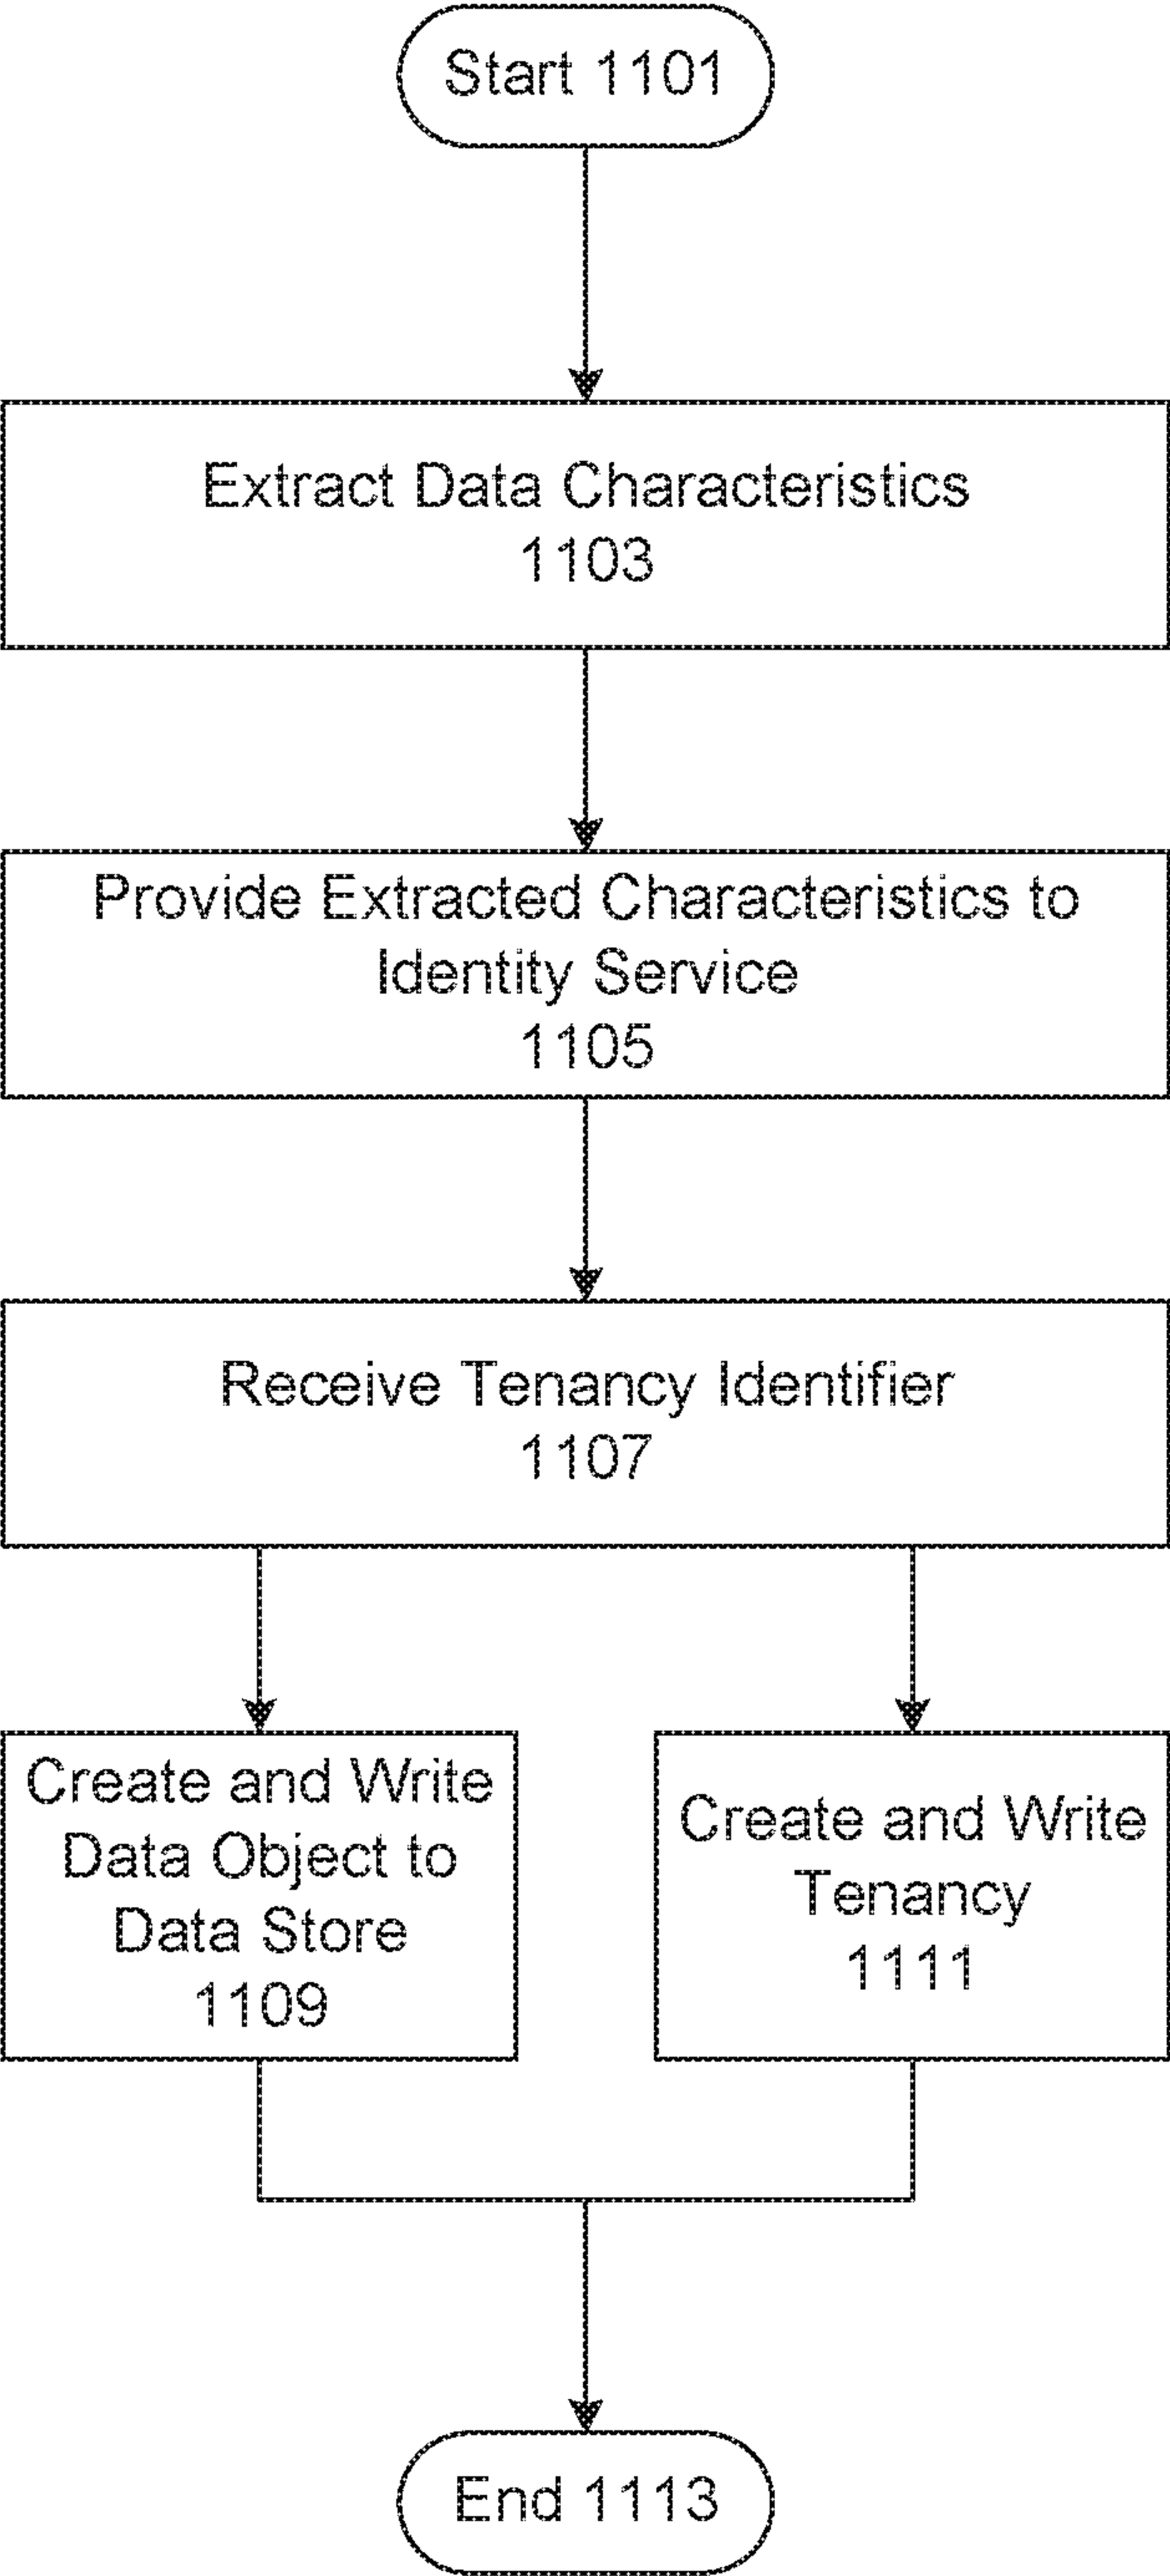 Start 1101
Extract Data Characteristics
1103
Provide Extracted Characteristics to
Identity Service
1105
Receive Tenancy Identifier
1107
Create and Write
Data Object to
Data Store
1109
Create and Write
Tenancy
1111
End 1113